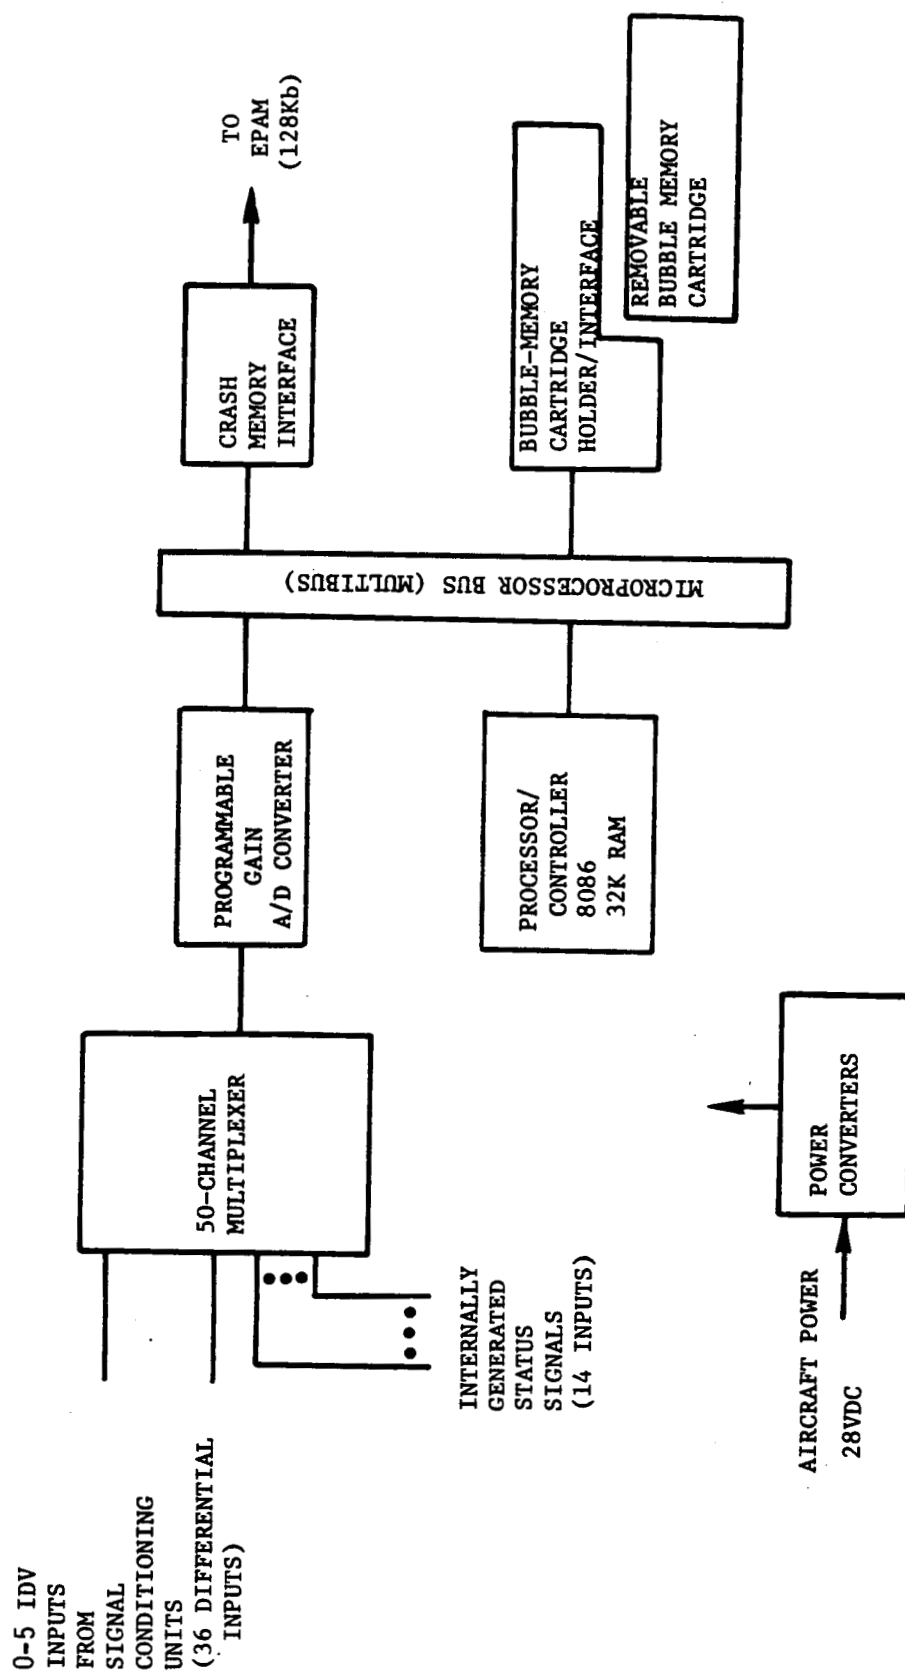 0-5 IDV
INPUTS
FROM
SIGNAL
CONDITIONING
UNITS
(36 DIFFERENTIAL
INPUTS)
50-CHANNEL
MULTIPLEXER
INTERNALLY
GENERATED
STATUS
SIGNALS
(14 INPUTS)
PROGRAMMABLE
GAIN
A/D CONVERTER
MICROPROCESSOR BUS (MULTIBUS)
CRASH
MEMORY
INTERFACE
TO
EPAM
(128Kb)
PROCESSOR/
CONTROLLER
8086
32K RAM
BUBBLE-MEMORY
CARTRIDGE
HOLDER/INTERFACE
REMOVABLE
BUBBLE MEMORY
CARTRIDGE
AIRCRAFT POWER
28VDC
POWER
CONVERTERS